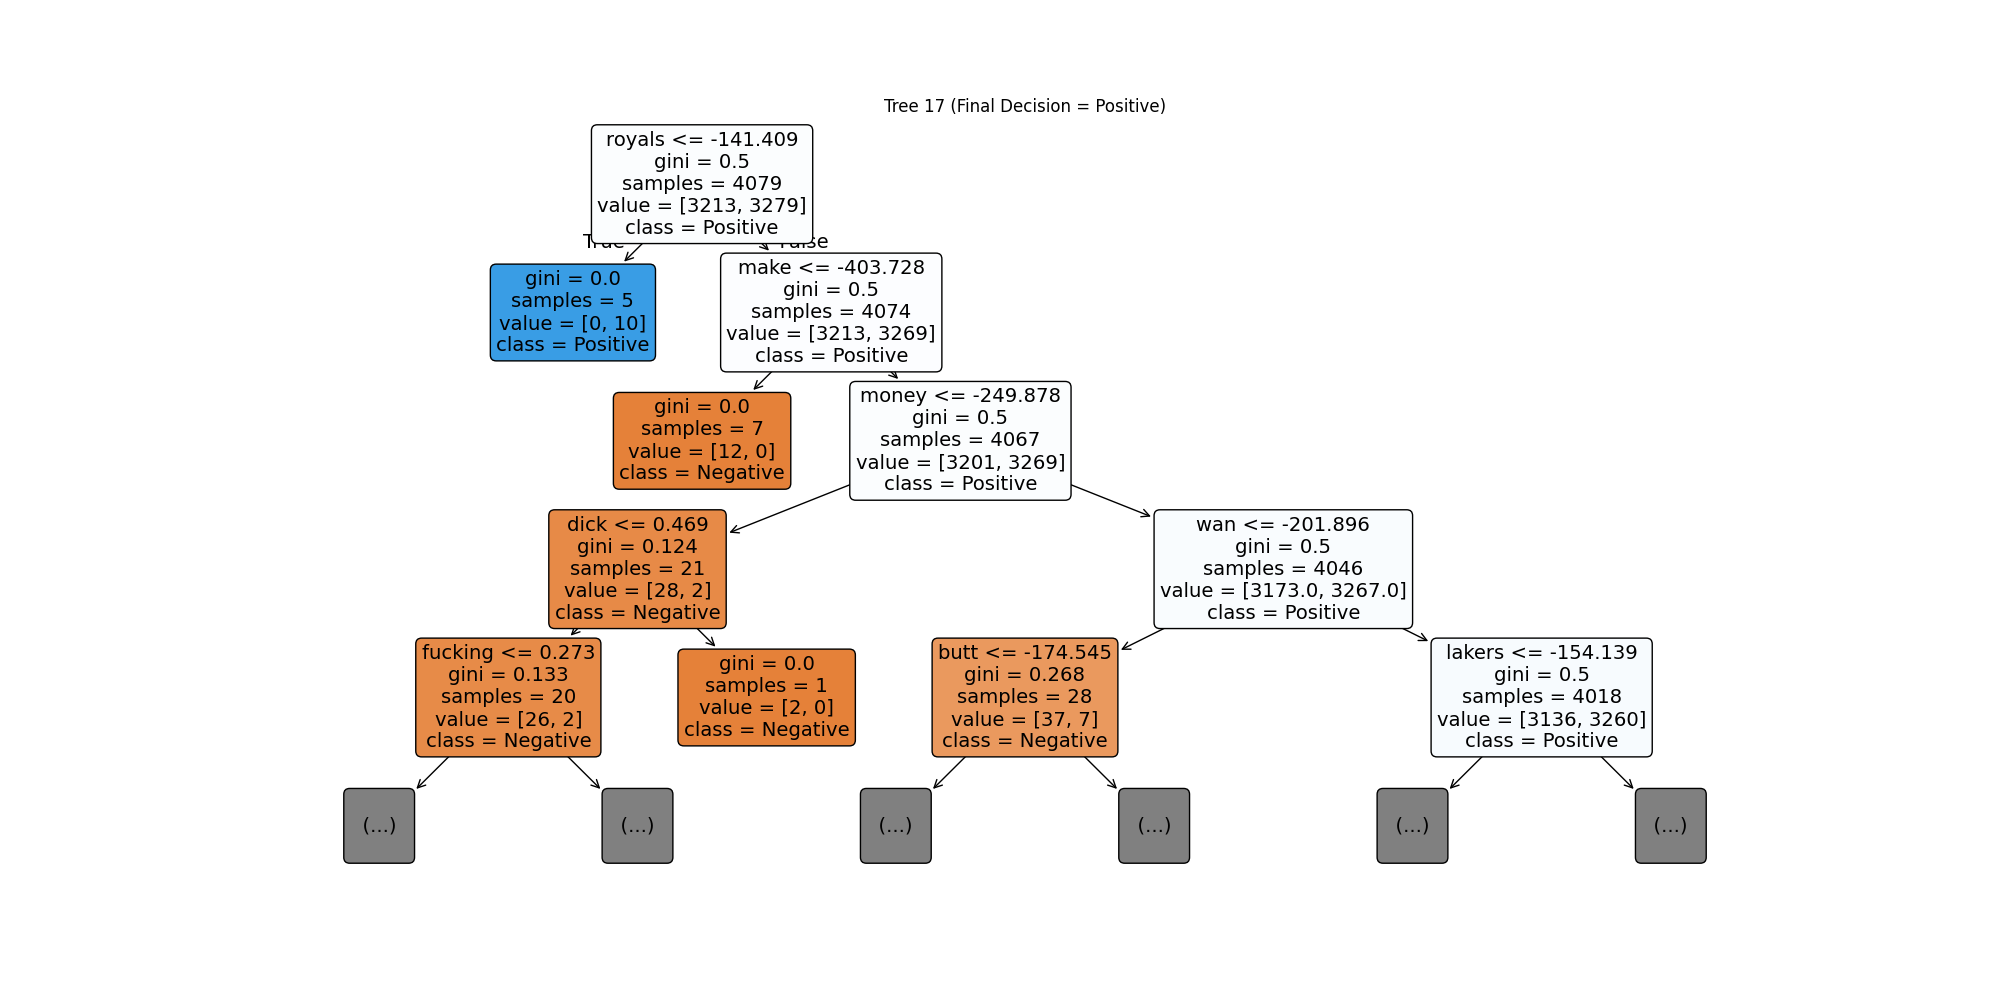 Tree 17 (Final Decision = Positive)
royals <= -141.409
gini = 0.5
samples = 4079
value = [3213, 3279]
class = Positive
True
False
gini = 0.0
samples = 5
value = [0, 10]
class = Positive
make <= -403.728
gini = 0.5
samples = 4074
value = [3213, 3269]
class = Positive
gini = 0.0
samples = 7
value = [12, 0]
class = Negative
money <= -249.878
gini = 0.5
samples = 4067
value = [3201, 3269]
class = Positive
dick <= 0.469
gini = 0.124
samples = 21
value = [28, 2]
class = Negative
wan <= -201.896
gini = 0.5
samples = 4046
value = [3173.0, 3267.0]
class = Positive
fucking <= 0.273
gini = 0.133
samples = 20
value = [26, 2]
class = Negative
gini = 0.0
samples = 1
value = [2, 0]
class = Negative
butt <= -174.545
gini = 0.268
samples = 28
value = [37, 7]
class = Negative
lakers <= -154.139
gini = 0.5
samples = 4018
value = [3136, 3260]
class = Positive
(...)
(...)
(...)
(...)
(...)
(...)